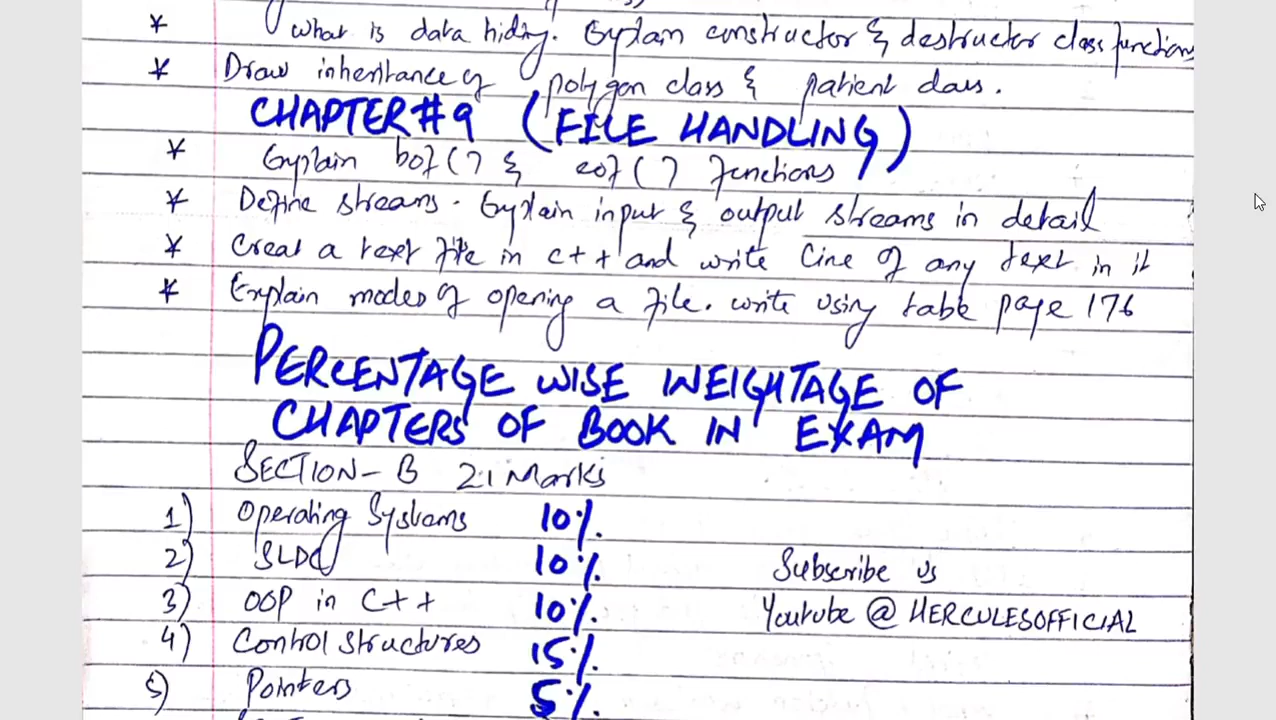 * What is data hiding. Explain constructor & destructor class functions
* Draw inheritance of polygon class & patient class.
CHAPTER#9 (FILE HANDLING)
* Explain bof() & eof() functions
* Define streams. Explain input & output streams in detail
* Creat a text file in c++ and write line of any text in it
* Explain modes of opening a file. write using table page 176
PERCENTAGE WISE WEIGHTAGE OF
CHAPTERS OF BOOK IN EXAM
SECTION-B 21 Marks
1) Operating Systems 10%
2) SLDC 10% Subscribe us
3) OOP in C++ 10% Youtube @ HERCULESOFFICIAL
4) Control Structures 15%
5) Pointers 5%